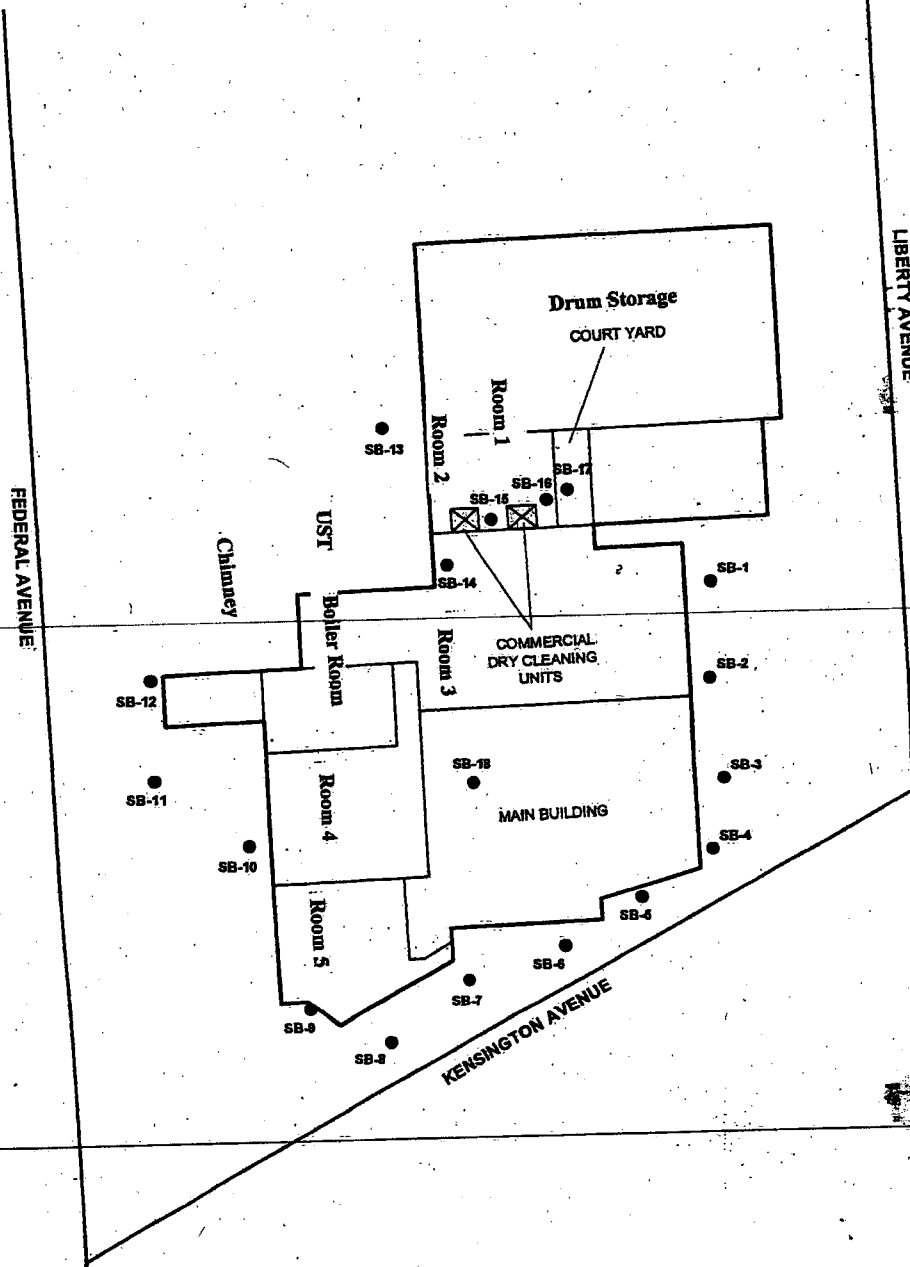 LIBERTY AVENUE
Drum Storage
COURT YARD
Room 1
Room 2
SB-13
SB-17
SB-16
SB-15
FEDERAL AVENUE
UST
Chimney
SB-14
SB-1
Boiler Room
Room 3
COMMERCIAL
DRY CLEANING
UNITS
SB-2
SB-12
SB-18
SB-3
SB-11
Room 4
MAIN BUILDING
SB-4
SB-10
SB-5
Room 5
SB-6
SB-7
SB-9
SB-8
KENSINGTON AVENUE